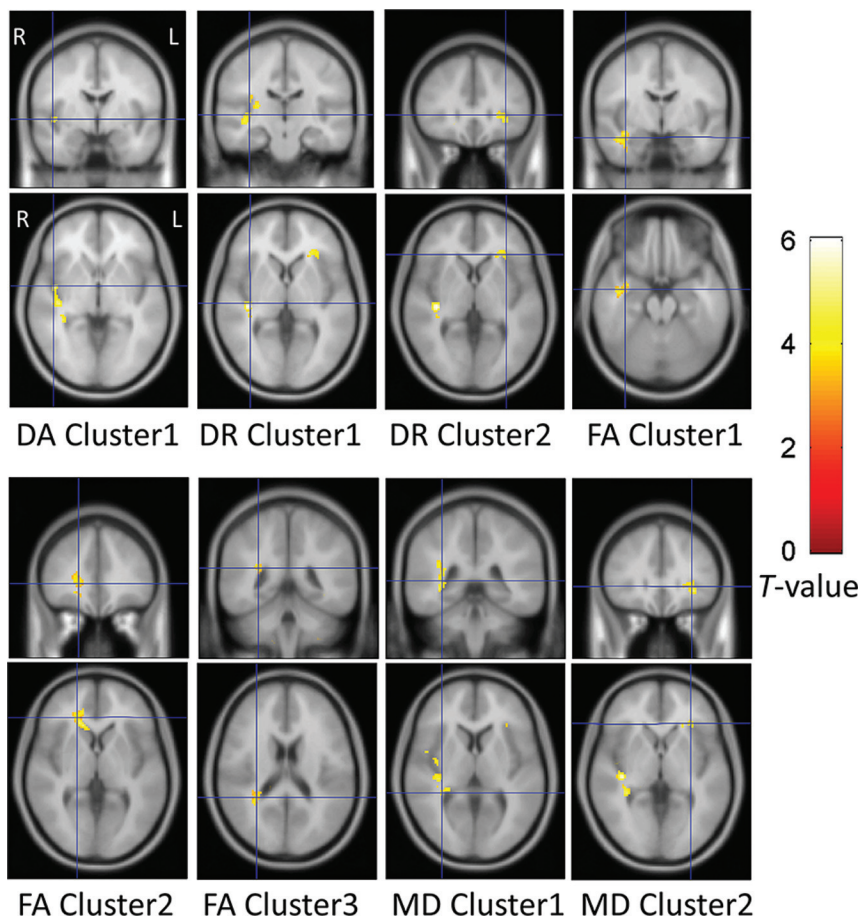 R L
R L
DA Cluster1 DR Cluster1 DR Cluster2 FA Cluster1
6
4
2
0
T-value
FA Cluster2 FA Cluster3 MD Cluster1 MD Cluster2